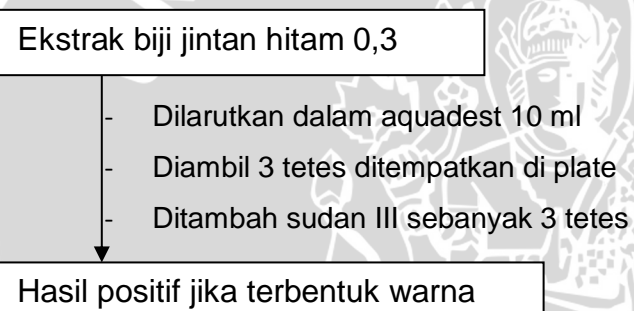 Ekstrak biji jintan hitam 0,3
- Dilarutkan dalam aquadest 10 ml
- Diambil 3 tetes ditempatkan di plate
- Ditambah sudan III sebanyak 3 tetes
Hasil positif jika terbentuk warna